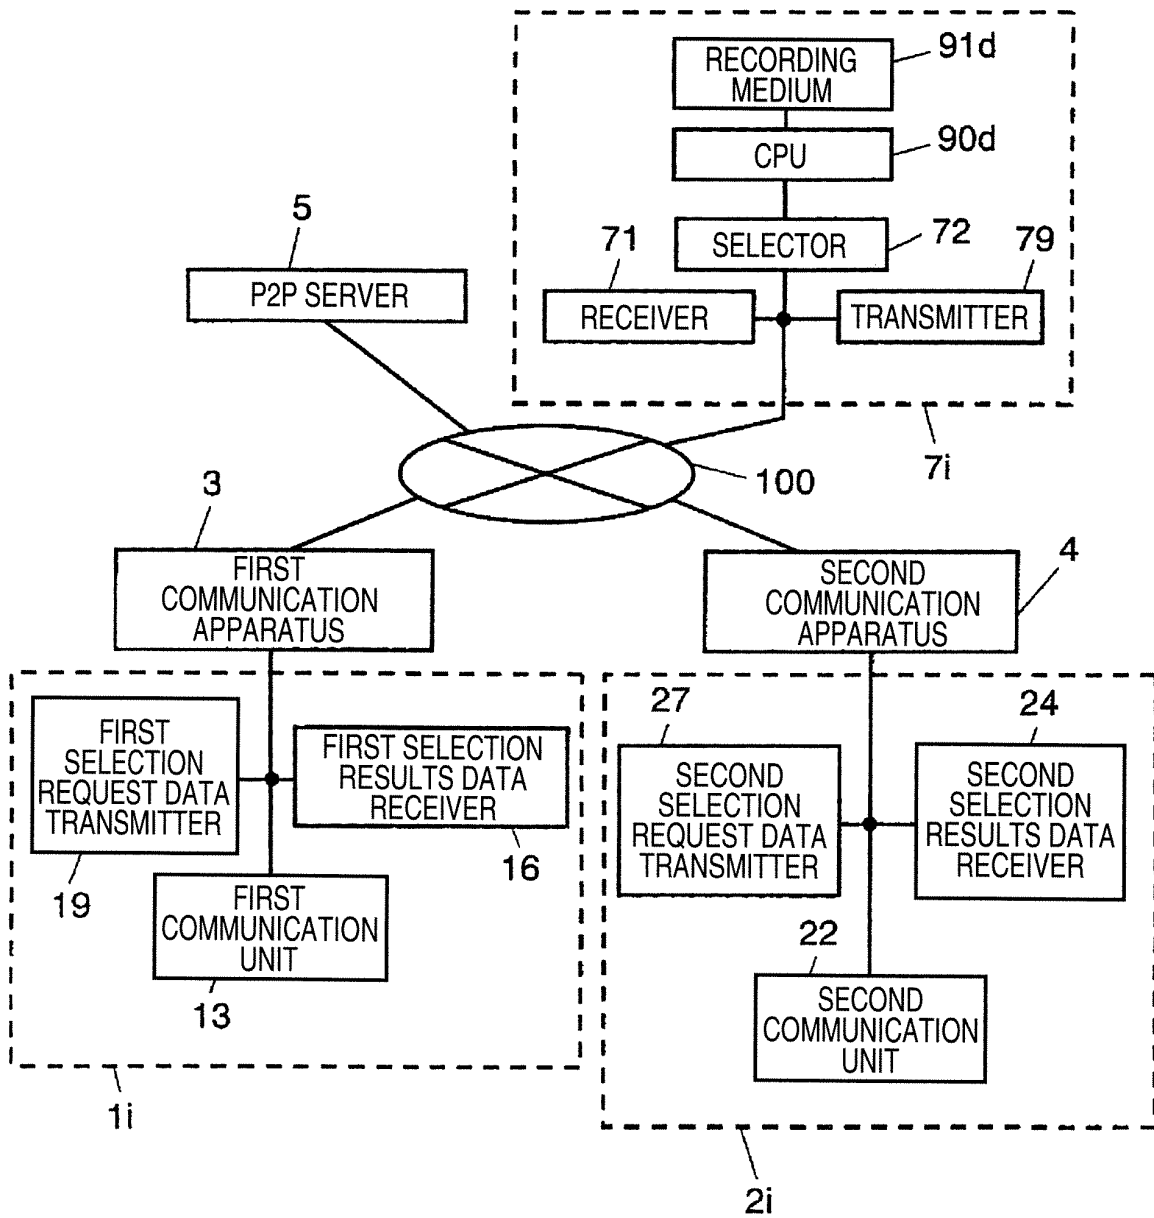 RECORDING
MEDIUM
91d
CPU
90d
5
71
SELECTOR
72
79
P2P SERVER
RECEIVER
TRANSMITTER
7i
100
3
4
FIRST
COMMUNICATION
APPARATUS
SECOND
COMMUNICATION
APPARATUS
FIRST
SELECTION
REQUEST DATA
TRANSMITTER
19
FIRST SELECTION
RESULTS DATA
RECEIVER
16
FIRST
COMMUNICATION
UNIT
13
1i
27
SECOND
SELECTION
REQUEST DATA
TRANSMITTER
24
SECOND
SELECTION
RESULTS DATA
RECEIVER
22
SECOND
COMMUNICATION
UNIT
2i